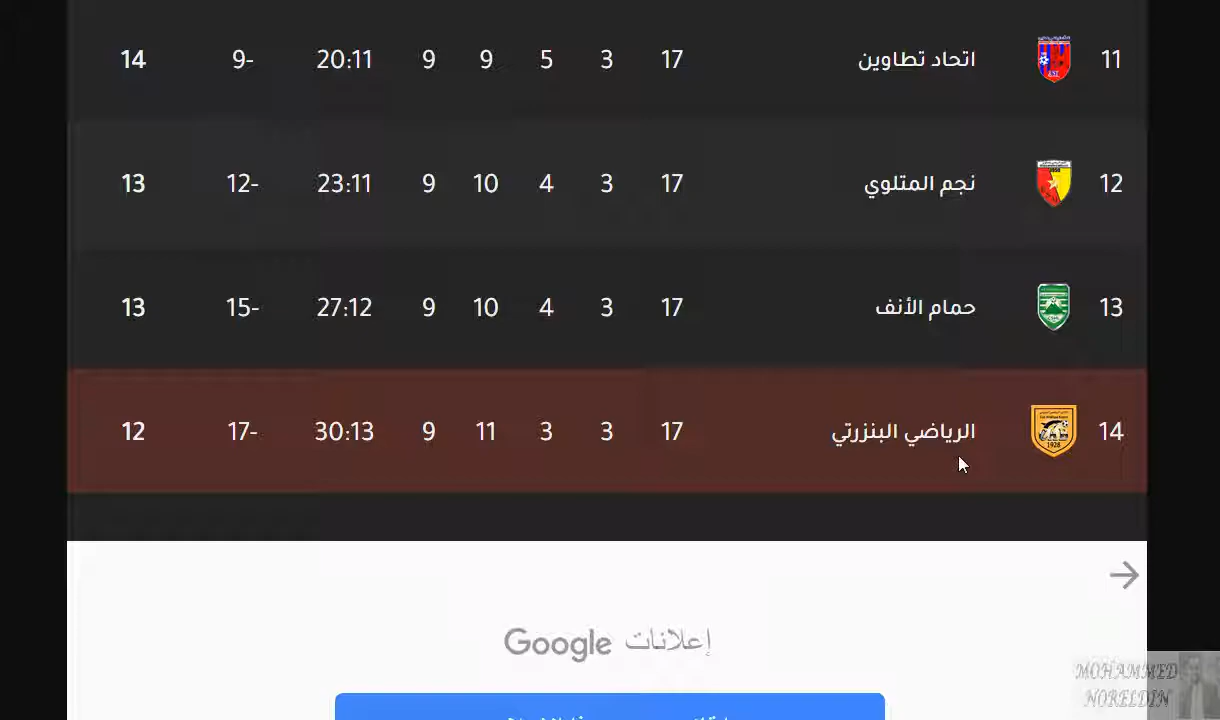 11 اتحاد تطاوين 17 3 5 9 9 20:11 9- 14
12 نجم المتلوي 17 3 4 10 9 23:11 12- 13
13 حمام الأنف 17 3 4 10 9 27:12 15- 13
14 الرياضي البنزرتي 17 3 3 11 9 30:13 17- 12
إعلانات Google
MOHAMMED
NORELDIN